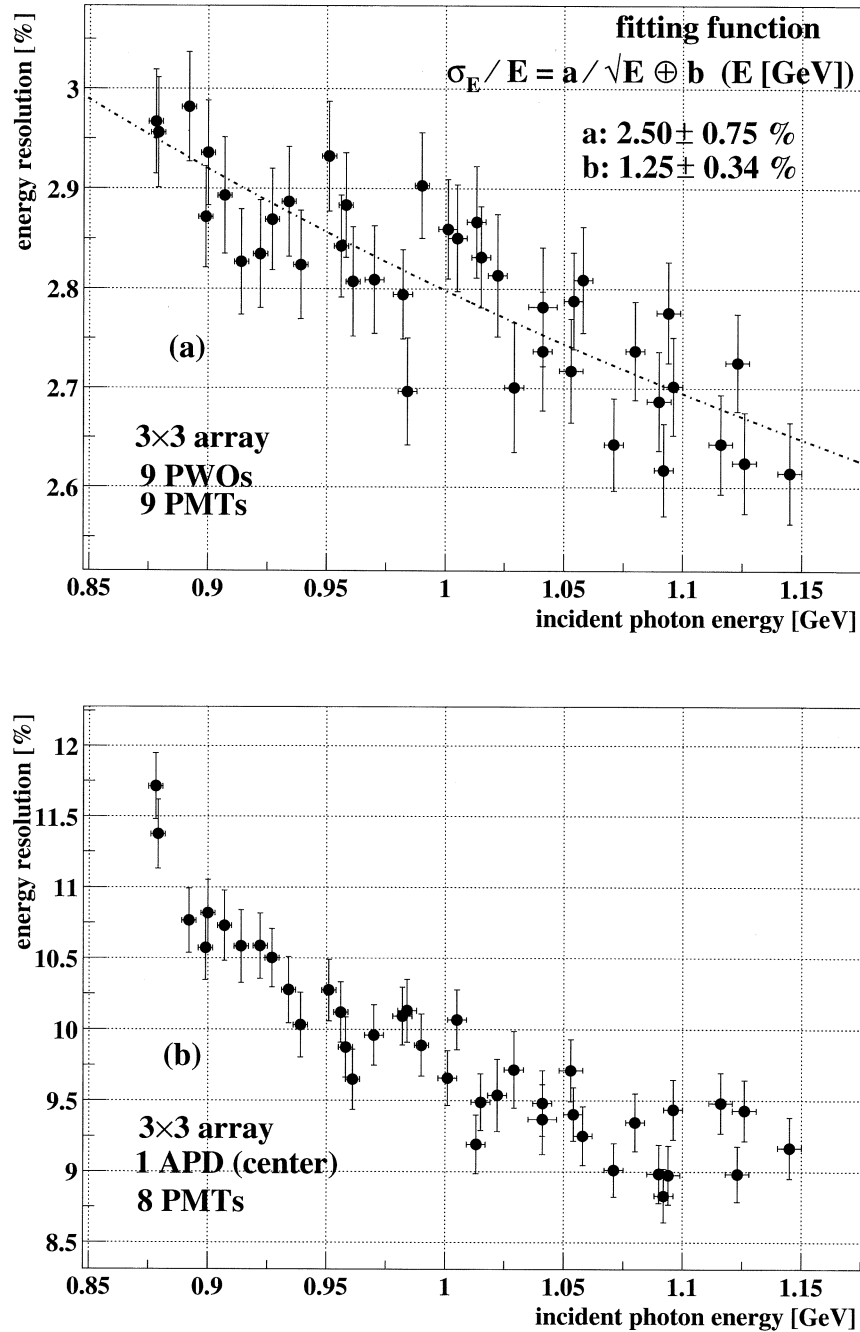 energy resolution [%]
fitting function
σE / E = a / √E ⊕ b (E [GeV])
a: 2.50 ± 0.75 %
b: 1.25 ± 0.34 %
3
2.9
2.8
2.7
2.6
(a)
3×3 array
9 PWOs
9 PMTs
0.85 0.9 0.95 1 1.05 1.1 1.15
incident photon energy [GeV]
energy resolution [%]
12
11.5
11
10.5
10
9.5
9
8.5
(b)
3×3 array
1 APD (center)
8 PMTs
0.85 0.9 0.95 1 1.05 1.1 1.15
incident photon energy [GeV]